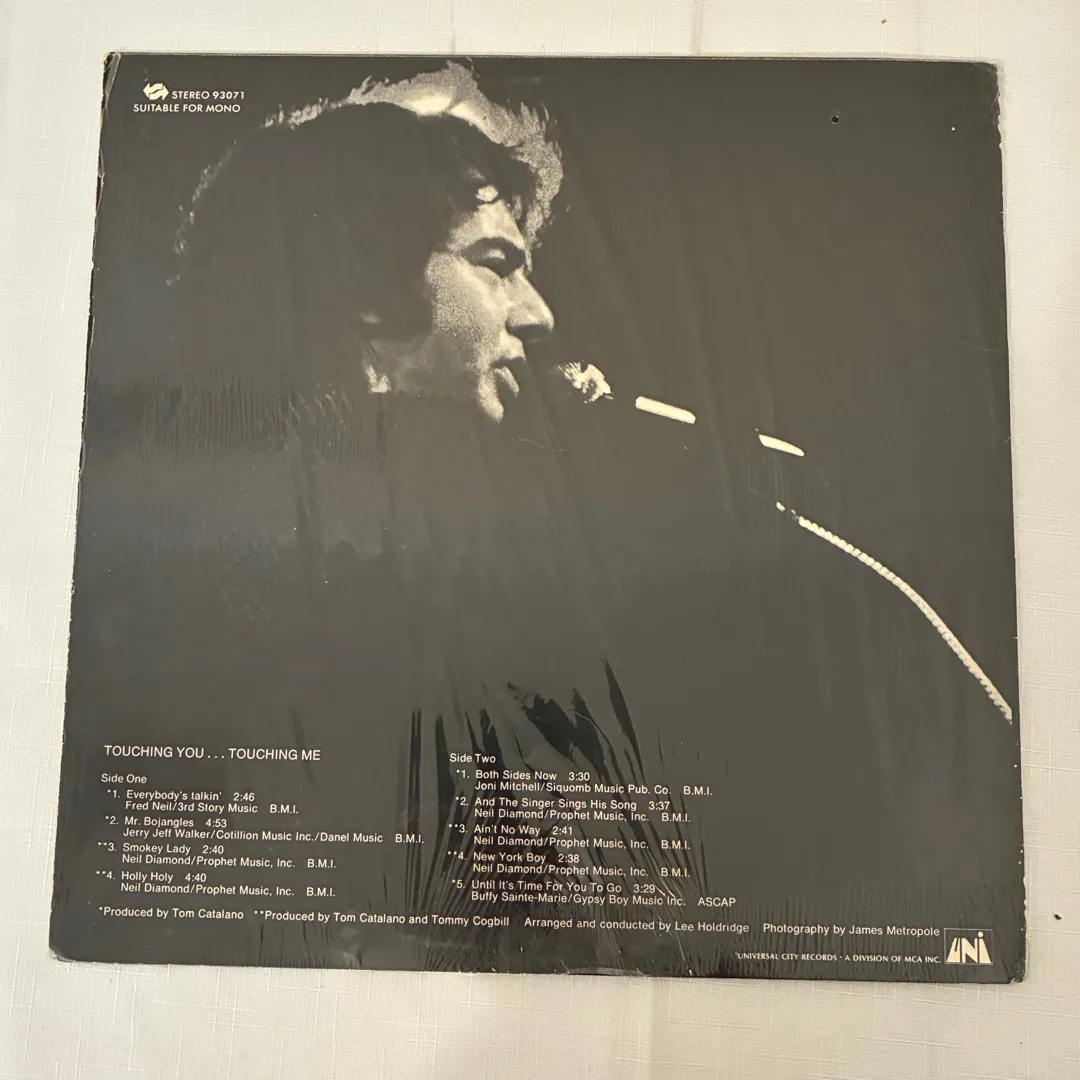 STEREO 93071
SUITABLE FOR MONO
TOUCHING YOU...TOUCHING ME
Side One
*1. Everybody's talkin' 2:46
Fred Neil/3rd Story Music B.M.I.
*2. Mr. Bojangles 4:53
Jerry Jeff Walker/Cotillion Music Inc./Danel Music B.M.I.
**3. Smokey Lady 2:40
Neil Diamond/Prophet Music, Inc. B.M.I.
**4. Holly Holy 4:40
Neil Diamond/Prophet Music, Inc. B.M.I.
Side Two
*1. Both Sides Now 3:30
Joni Mitchell/Siquomb Music Pub. Co. B.M.I.
*2. And The Singer Sings His Song 3:37
Neil Diamond/Prophet Music, Inc. B.M.I.
**3. Ain't No Way 2:41
Neil Diamond/Prophet Music, Inc. B.M.I.
**4. New York Boy 2:38
Neil Diamond/Prophet Music, Inc. B.M.I.
*5. Until It's Time For You To Go 3:29
Buffy Sainte-Marie/Gypsy Boy Music Inc. ASCAP
*Produced by Tom Catalano **Produced by Tom Catalano and Tommy Cogbill Arranged and conducted by Lee Holdridge Photography by James Metropole
UNIVERSAL CITY RECORDS · A DIVISION OF MCA INC. UNI